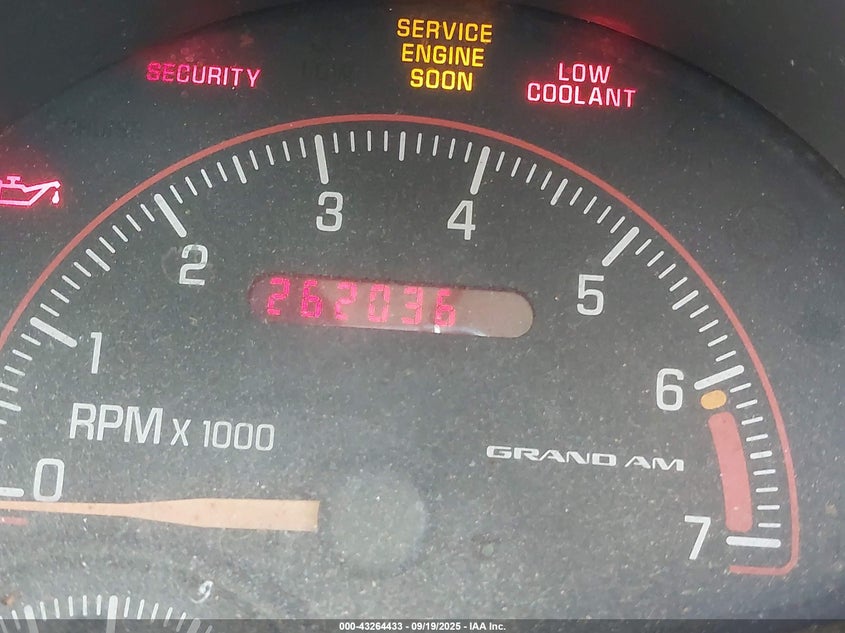 SERVICE
ENGINE
SOON
SECURITY
LOW
COOLANT
3
4
2
5
262036
1
6
RPM X 1000
GRAND AM
0
7
000-43264433 - 09/19/2025 - IAA Inc.